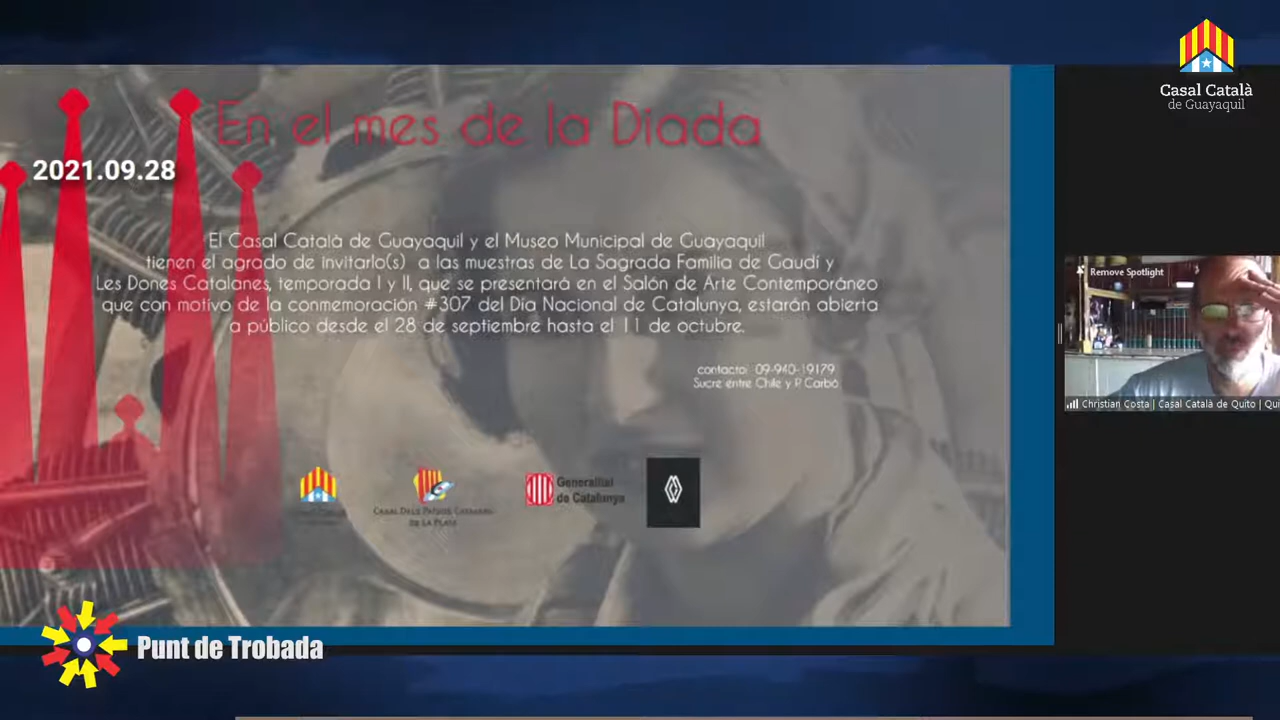 Casal Català
de Guayaquil
En el mes de la Diada
2021.09.28
El Casal Català de Guayaquil y el Museo Municipal de Guayaquil
tienen el agrado de invitarlo(s) a las muestras de La Sagrada Familia de Gaudí y
Les Dones Catalanes, temporada I y II, que se presentará en el Salón de Arte Contemporáneo
que con motivo de la conmemoración #307 del Día Nacional de Catalunya, estarán abierta
a público desde el 28 de septiembre hasta el 11 de octubre.
contacto: 09-940-19179
Sucre entre Chile y P. Carbó
Casal Dels Països Catalans
de La Plata
Generalitat
de Catalunya
Remove Spotlight
Christian Costa | Casal Català de Quito | Qui
Punt de Trobada